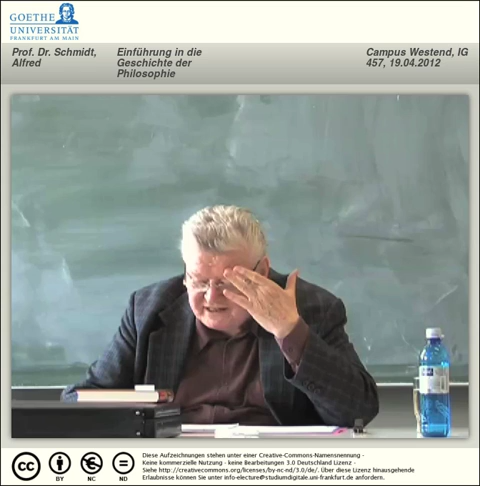 GOETHE
UNIVERSITÄT
FRANKFURT AM MAIN
Prof. Dr. Schmidt,
Alfred
Einführung in die
Geschichte der
Philosophie
Campus Westend, IG
457, 19.04.2012
cc
BY
NC
ND
Diese Aufzeichnungen stehen unter einer Creative-Commons-Namensnennung -
Keine kommerzielle Nutzung - keine Bearbeitungen 3.0 Deutschland Lizenz -
Siehe http://creativecommons.org/licenses/by-nc-nd/3.0/de/. Über diese Lizenz hinausgehende
Erlaubnisse können Sie unter info-electure@studiumdigitale.uni-frankfurt.de anfordern.